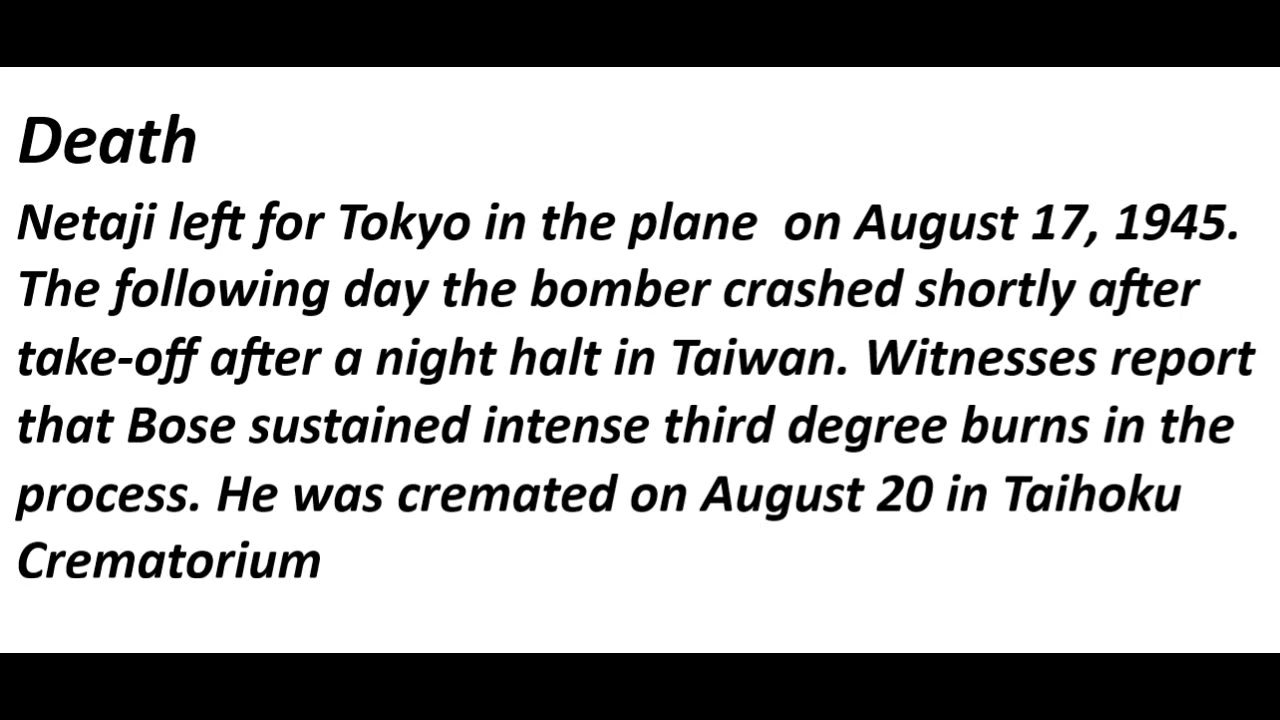 Death
Netaji left for Tokyo in the plane  on August 17, 1945.
The following day the bomber crashed shortly after
take-off after a night halt in Taiwan. Witnesses report
that Bose sustained intense third degree burns in the
process. He was cremated on August 20 in Taihoku
Crematorium